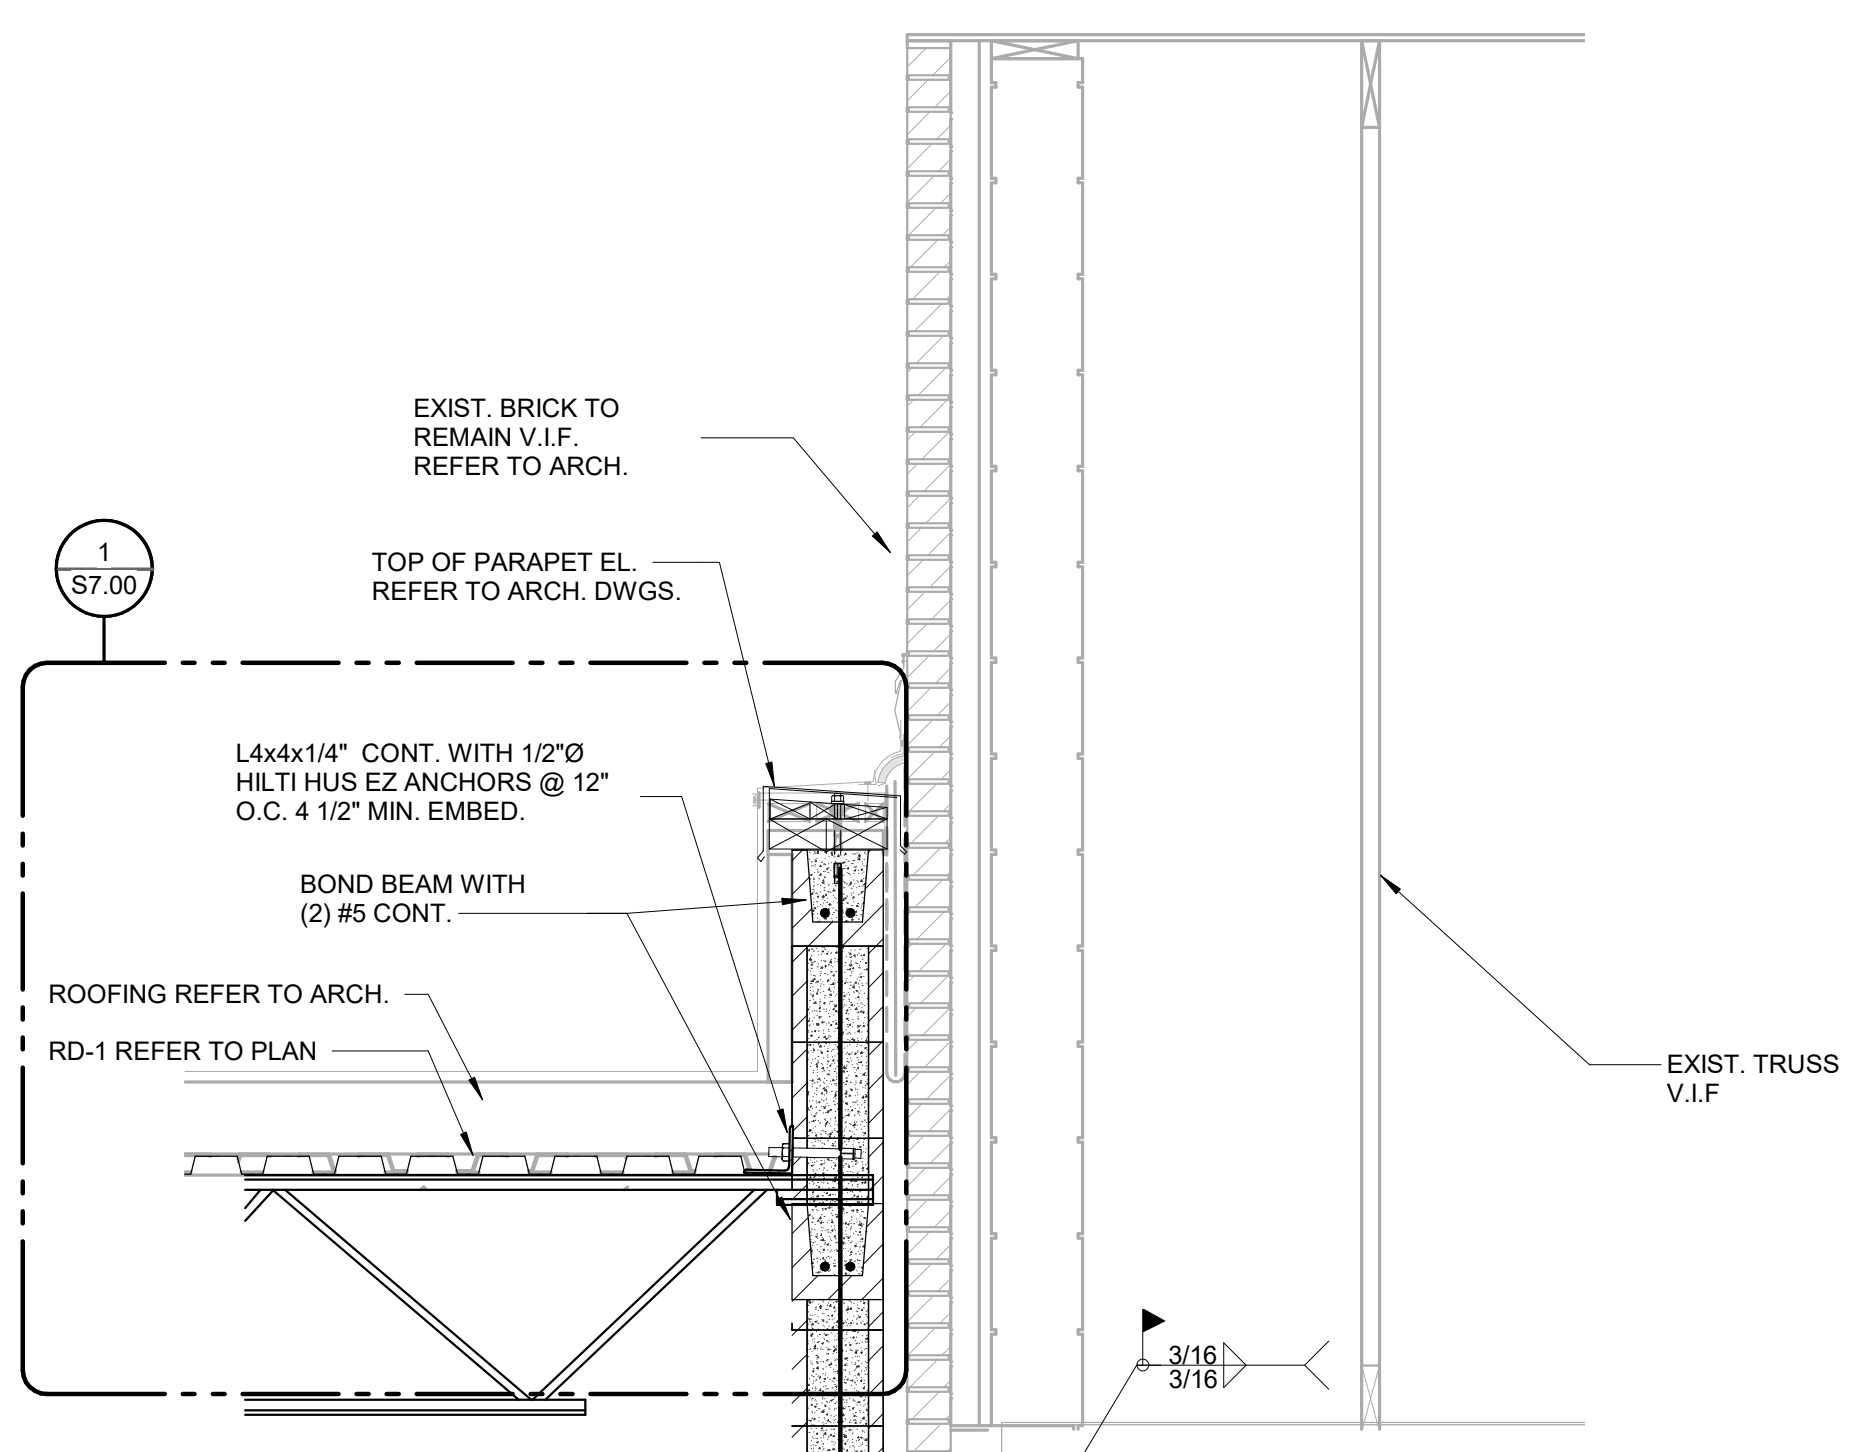 EXIST. BRICK TO
REMAIN V.I.F.
REFER TO ARCH.
1
S7.00
TOP OF PARAPET EL.
REFER TO ARCH. DWGS.
L4x4x1/4" CONT. WITH 1/2"Ø
HILTI HUS EZ ANCHORS @ 12"
O.C. 4 1/2" MIN. EMBED.
BOND BEAM WITH
(2) #5 CONT.
ROOFING REFER TO ARCH.
RD-1 REFER TO PLAN
EXIST. TRUSS
V.I.F
3/16
3/16